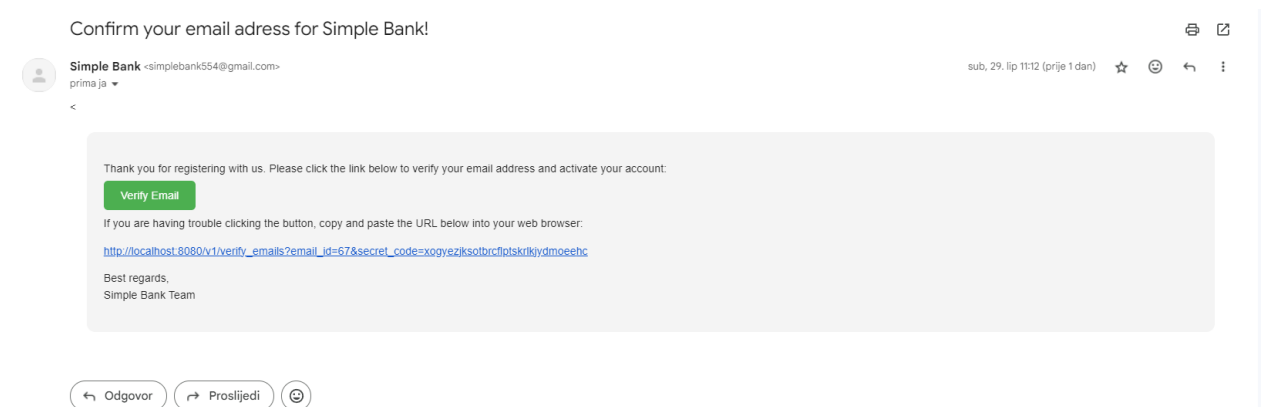 Confirm your email adress for Simple Bank!
Simple Bank <simplebank554@gmail.com>
sub, 29. lip 11:12 (prije 1 dan)
prima ja
<
Thank you for registering with us. Please click the link below to verify your email address and activate your account:
Verify Email
If you are having trouble clicking the button, copy and paste the URL below into your web browser:
http://localhost:8080/v1/verify_emails?email_id=67&secret_code=xogyezjksotbrcflptskrlkjydmoeehc
Best regards,
Simple Bank Team
Odgovor
Proslijedi